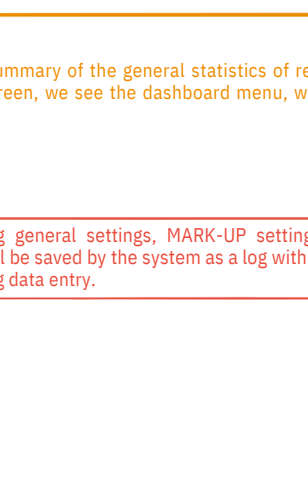 ummary of the general statistics of re
reen, we see the dashboard menu, w
g general settings, MARK-UP setting
l be saved by the system as a log with
g data entry.